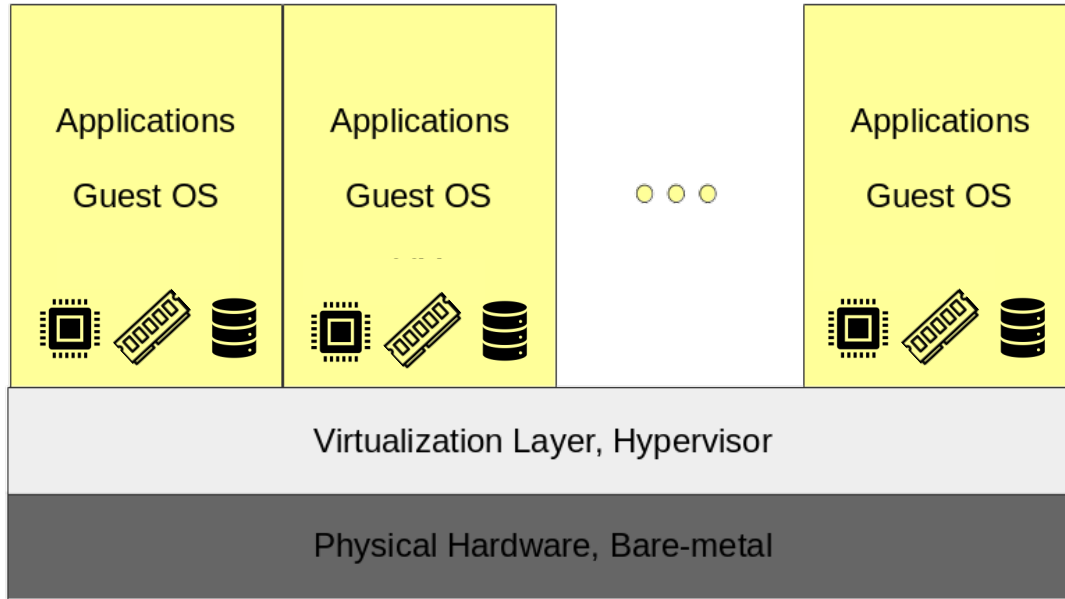 Applications
Guest OS
Applications
Guest OS
Applications
Guest OS
Virtualization Layer, Hypervisor
Physical Hardware, Bare-metal